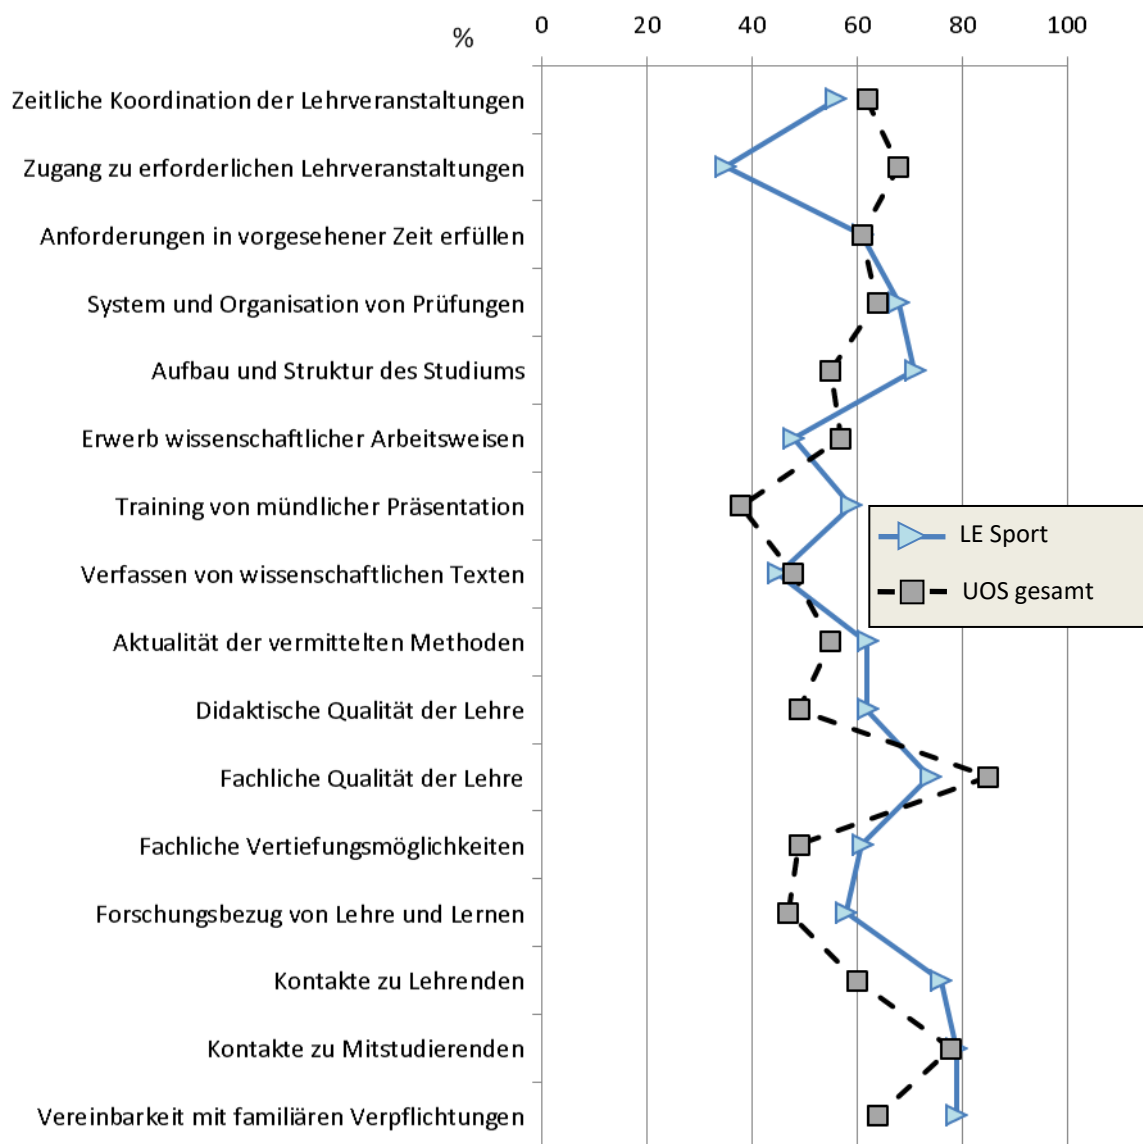 0 20 40 60 80 100
%
Zeitliche Koordination der Lehrveranstaltungen
Zugang zu erforderlichen Lehrveranstaltungen
Anforderungen in vorgesehener Zeit erfüllen
System und Organisation von Prüfungen
Aufbau und Struktur des Studiums
Erwerb wissenschaftlicher Arbeitsweisen
Training von mündlicher Präsentation
LE Sport
Verfassen von wissenschaftlichen Texten
UOS gesamt
Aktualität der vermittelten Methoden
Didaktische Qualität der Lehre
Fachliche Qualität der Lehre
Fachliche Vertiefungsmöglichkeiten
Forschungsbezug von Lehre und Lernen
Kontakte zu Lehrenden
Kontakte zu Mitstudierenden
Vereinbarkeit mit familiären Verpflichtungen